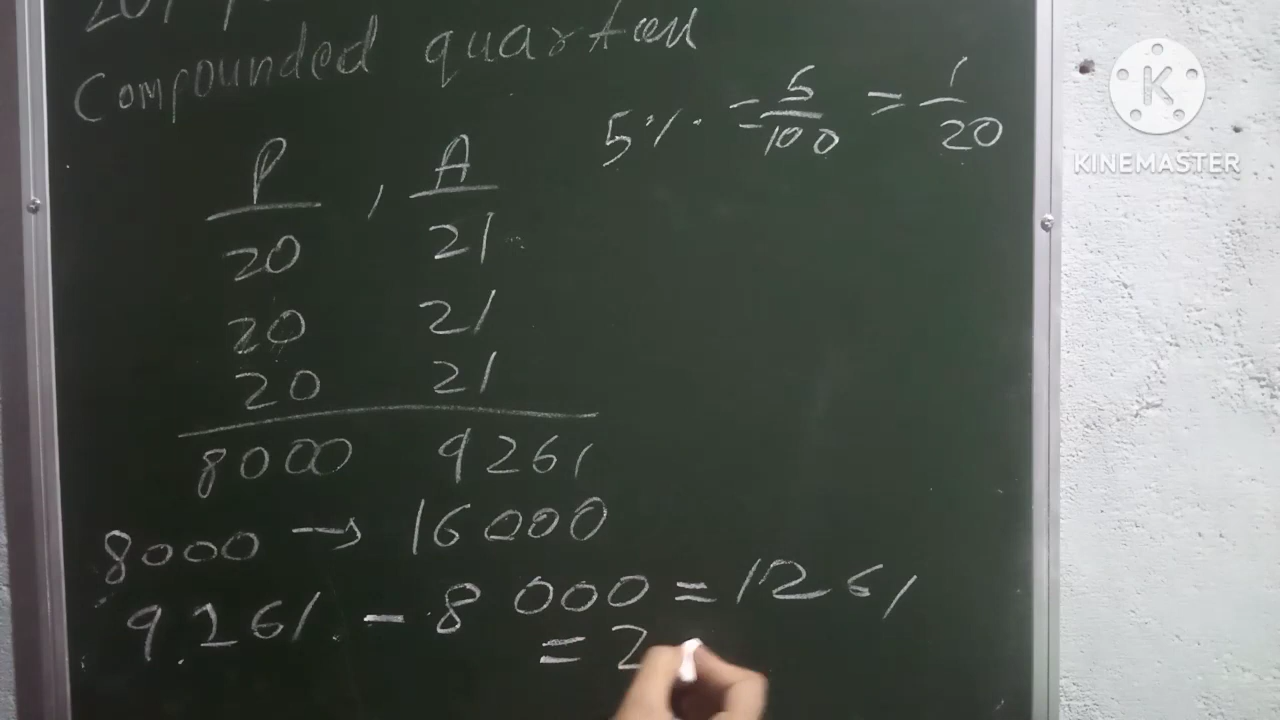 Compounded quarter
5% = 5/100 = 1/20
P , A
20 21
20 21
20 21
8000 9261
8000 → 16000
9261 - 8000 = 1261
= 2
K
KINEMASTER